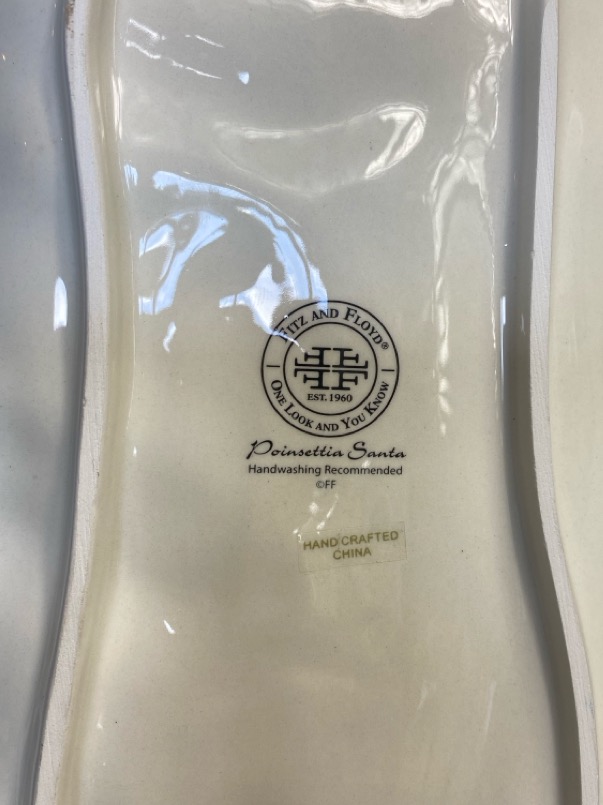 FITZ AND FLOYD®
EST. 1960
ONE LOOK AND YOU KNOW
Poinsettia Santa
Handwashing Recommended
©FF
HAND CRAFTED
CHINA